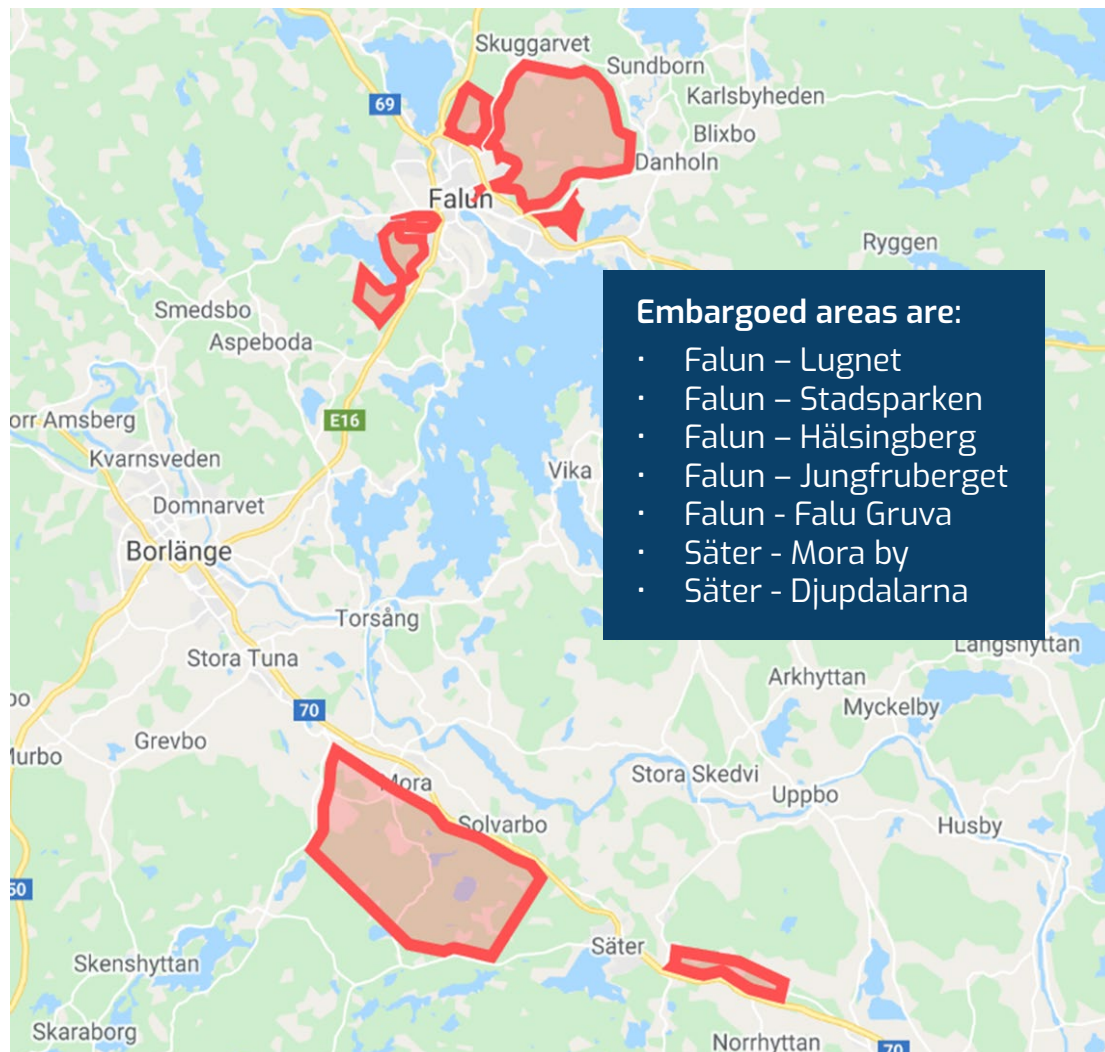 Skuggarvet
Sundborn
69
Karlsbyheden
Blixbo
Danholn
Falun
Ryggen
Smedsbo
Aspeboda
Embargoed areas are:
· Falun – Lugnet
· Falun – Stadsparken
· Falun – Hälsingberg
· Falun – Jungfruberget
· Falun - Falu Gruva
· Säter - Mora by
· Säter - Djupdalarna
orr Amsberg
E16
Kvarnsveden
Vika
Domnarvet
Borlänge
Torsång
Långshyttan
Stora Tuna
Arkhyttan
bo
70
Myckelby
Grevbo
Murbo
Mora
Stora Skedvi
Uppbo
Solvarbo
Husby
50
Säter
Skenshyttan
Skaraborg
Norrhyttan
70